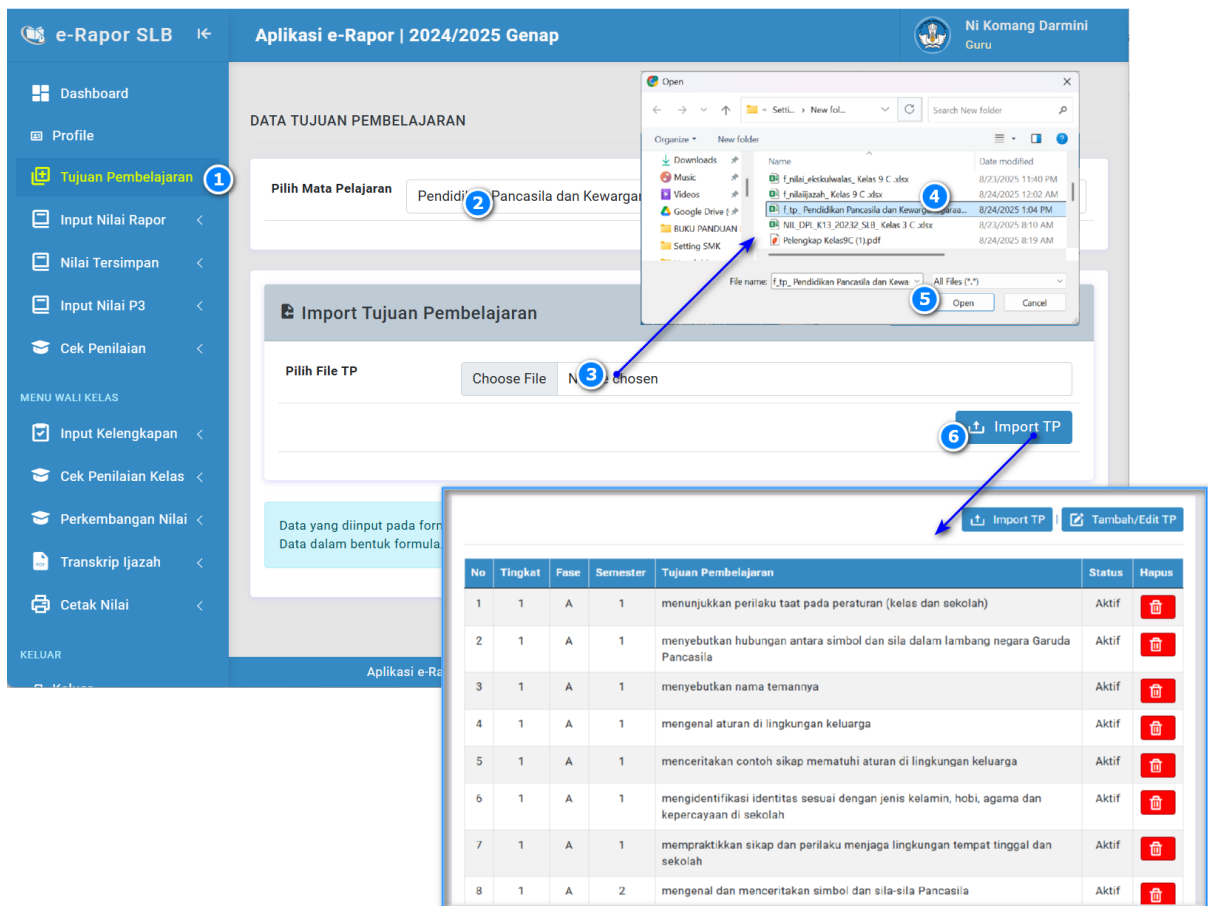 e-Rapor SLB
Aplikasi e-Rapor | 2024/2025 Genap
Ni Komang Darmini
Guru
Dashboard
Profile
Tujuan Pembelajaran
1
Input Nilai Rapor
Nilai Tersimpan
Input Nilai P3
Cek Penilaian
MENU WALI KELAS
Input Kelengkapan
Cek Penilaian Kelas
Perkembangan Nilai
Transkrip Ijazah
Cetak Nilai
KELUAR
DATA TUJUAN PEMBELAJARAN
Pilih Mata Pelajaran
Pendidi 2 Pancasila dan Kewargar
Open
Setti... > New fol...
Search New folder
Organize
New folder
Downloads
Music
Videos
Google Drive (
BUKU PANDUAN
Setting SMK
Name
Date modified
f_nilai_ekskulwalas_ Kelas 9 C .xlsx
8/23/2025 11:40 PM
f_nilaiijazah_ Kelas 9 C .xlsx
8/24/2025 12:02 AM
4
f_tp_ Pendidikan Pancasila dan Kewarganegaraa...
8/24/2025 1:04 PM
NIL_DPL_K13_20232_SLB_ Kelas 3 C .xlsx
8/23/2025 8:10 AM
Pelengkap Kelas9C (1).pdf
8/24/2025 8:19 AM
File name:
f_tp_ Pendidikan Pancasila dan Kewa
All Files (*.*)
5
Open
Cancel
Import Tujuan Pembelajaran
Pilih File TP
Choose File
3
chosen
6
Import TP
Data yang diinput pada form
Data dalam bentuk formula
Aplikasi e-Ra
Import TP | Tambah/Edit TP
No Tingkat Fase Semester Tujuan Pembelajaran Status Hapus
1 1 A 1 menunjukkan perilaku taat pada peraturan (kelas dan sekolah) Aktif
2 1 A 1 menyebutkan hubungan antara simbol dan sila dalam lambang negara Garuda Aktif
Pancasila
3 1 A 1 menyebutkan nama temannya Aktif
4 1 A 1 mengenal aturan di lingkungan keluarga Aktif
5 1 A 1 menceritakan contoh sikap mematuhi aturan di lingkungan keluarga Aktif
6 1 A 1 mengidentifikasi identitas sesuai dengan jenis kelamin, hobi, agama dan Aktif
kepercayaan di sekolah
7 1 A 1 mempraktikkan sikap dan perilaku menjaga lingkungan tempat tinggal dan Aktif
sekolah
8 1 A 2 mengenal dan menceritakan simbol dan sila-sila Pancasila Aktif